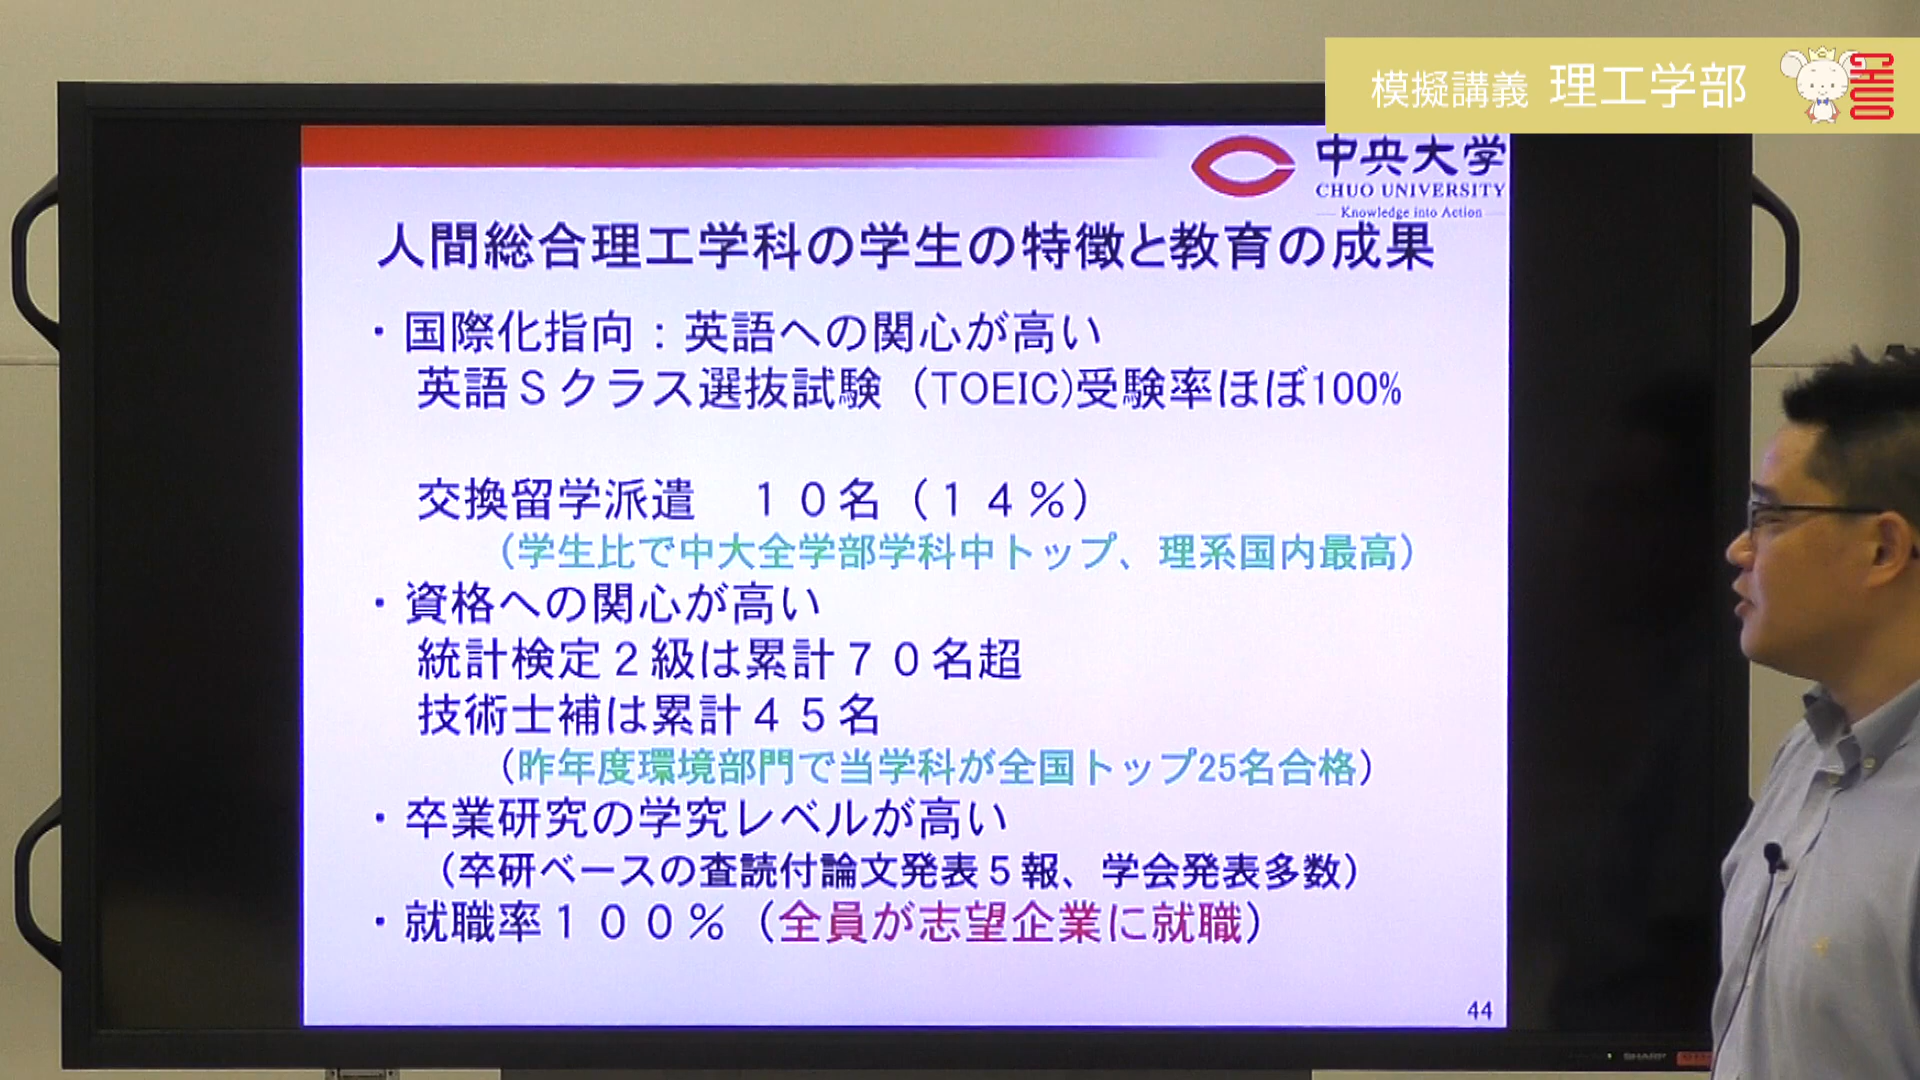 模擬講義 理工学部
CHUO
中央大学
CHUO UNIVERSITY
Knowledge into Action
人間総合理工学科の学生の特徴と教育の成果
・国際化指向：英語への関心が高い
英語Ｓクラス選抜試験（TOEIC)受験率ほぼ100%
交換留学派遣　１０名（１４％）
（学生比で中大全学部学科中トップ、理系国内最高）
・資格への関心が高い
統計検定２級は累計７０名超
技術士補は累計４５名
（昨年度環境部門で当学科が全国トップ25名合格）
・卒業研究の学究レベルが高い
（卒研ベースの査読付論文発表５報、学会発表多数）
・就職率１００％（全員が志望企業に就職）
44
SHARP